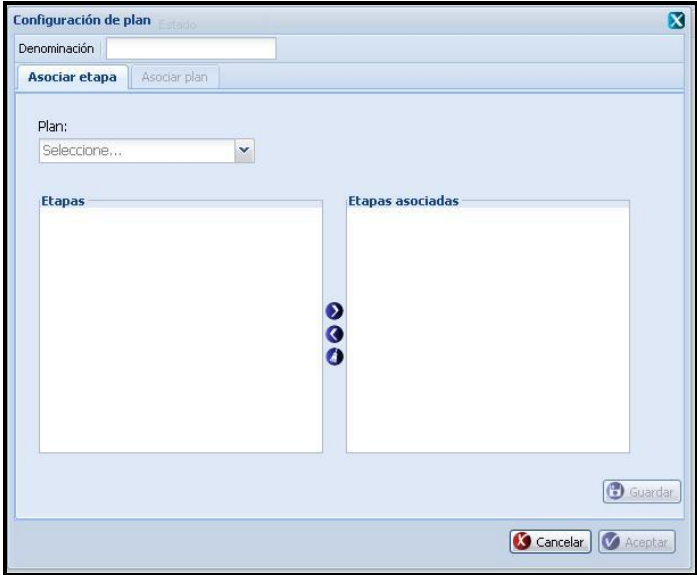 Configuración de plan Estado
Denominación
Asociar etapa Asociar plan
Plan:
Seleccione...
Etapas Etapas asociadas
Guardar
Cancelar Aceptar